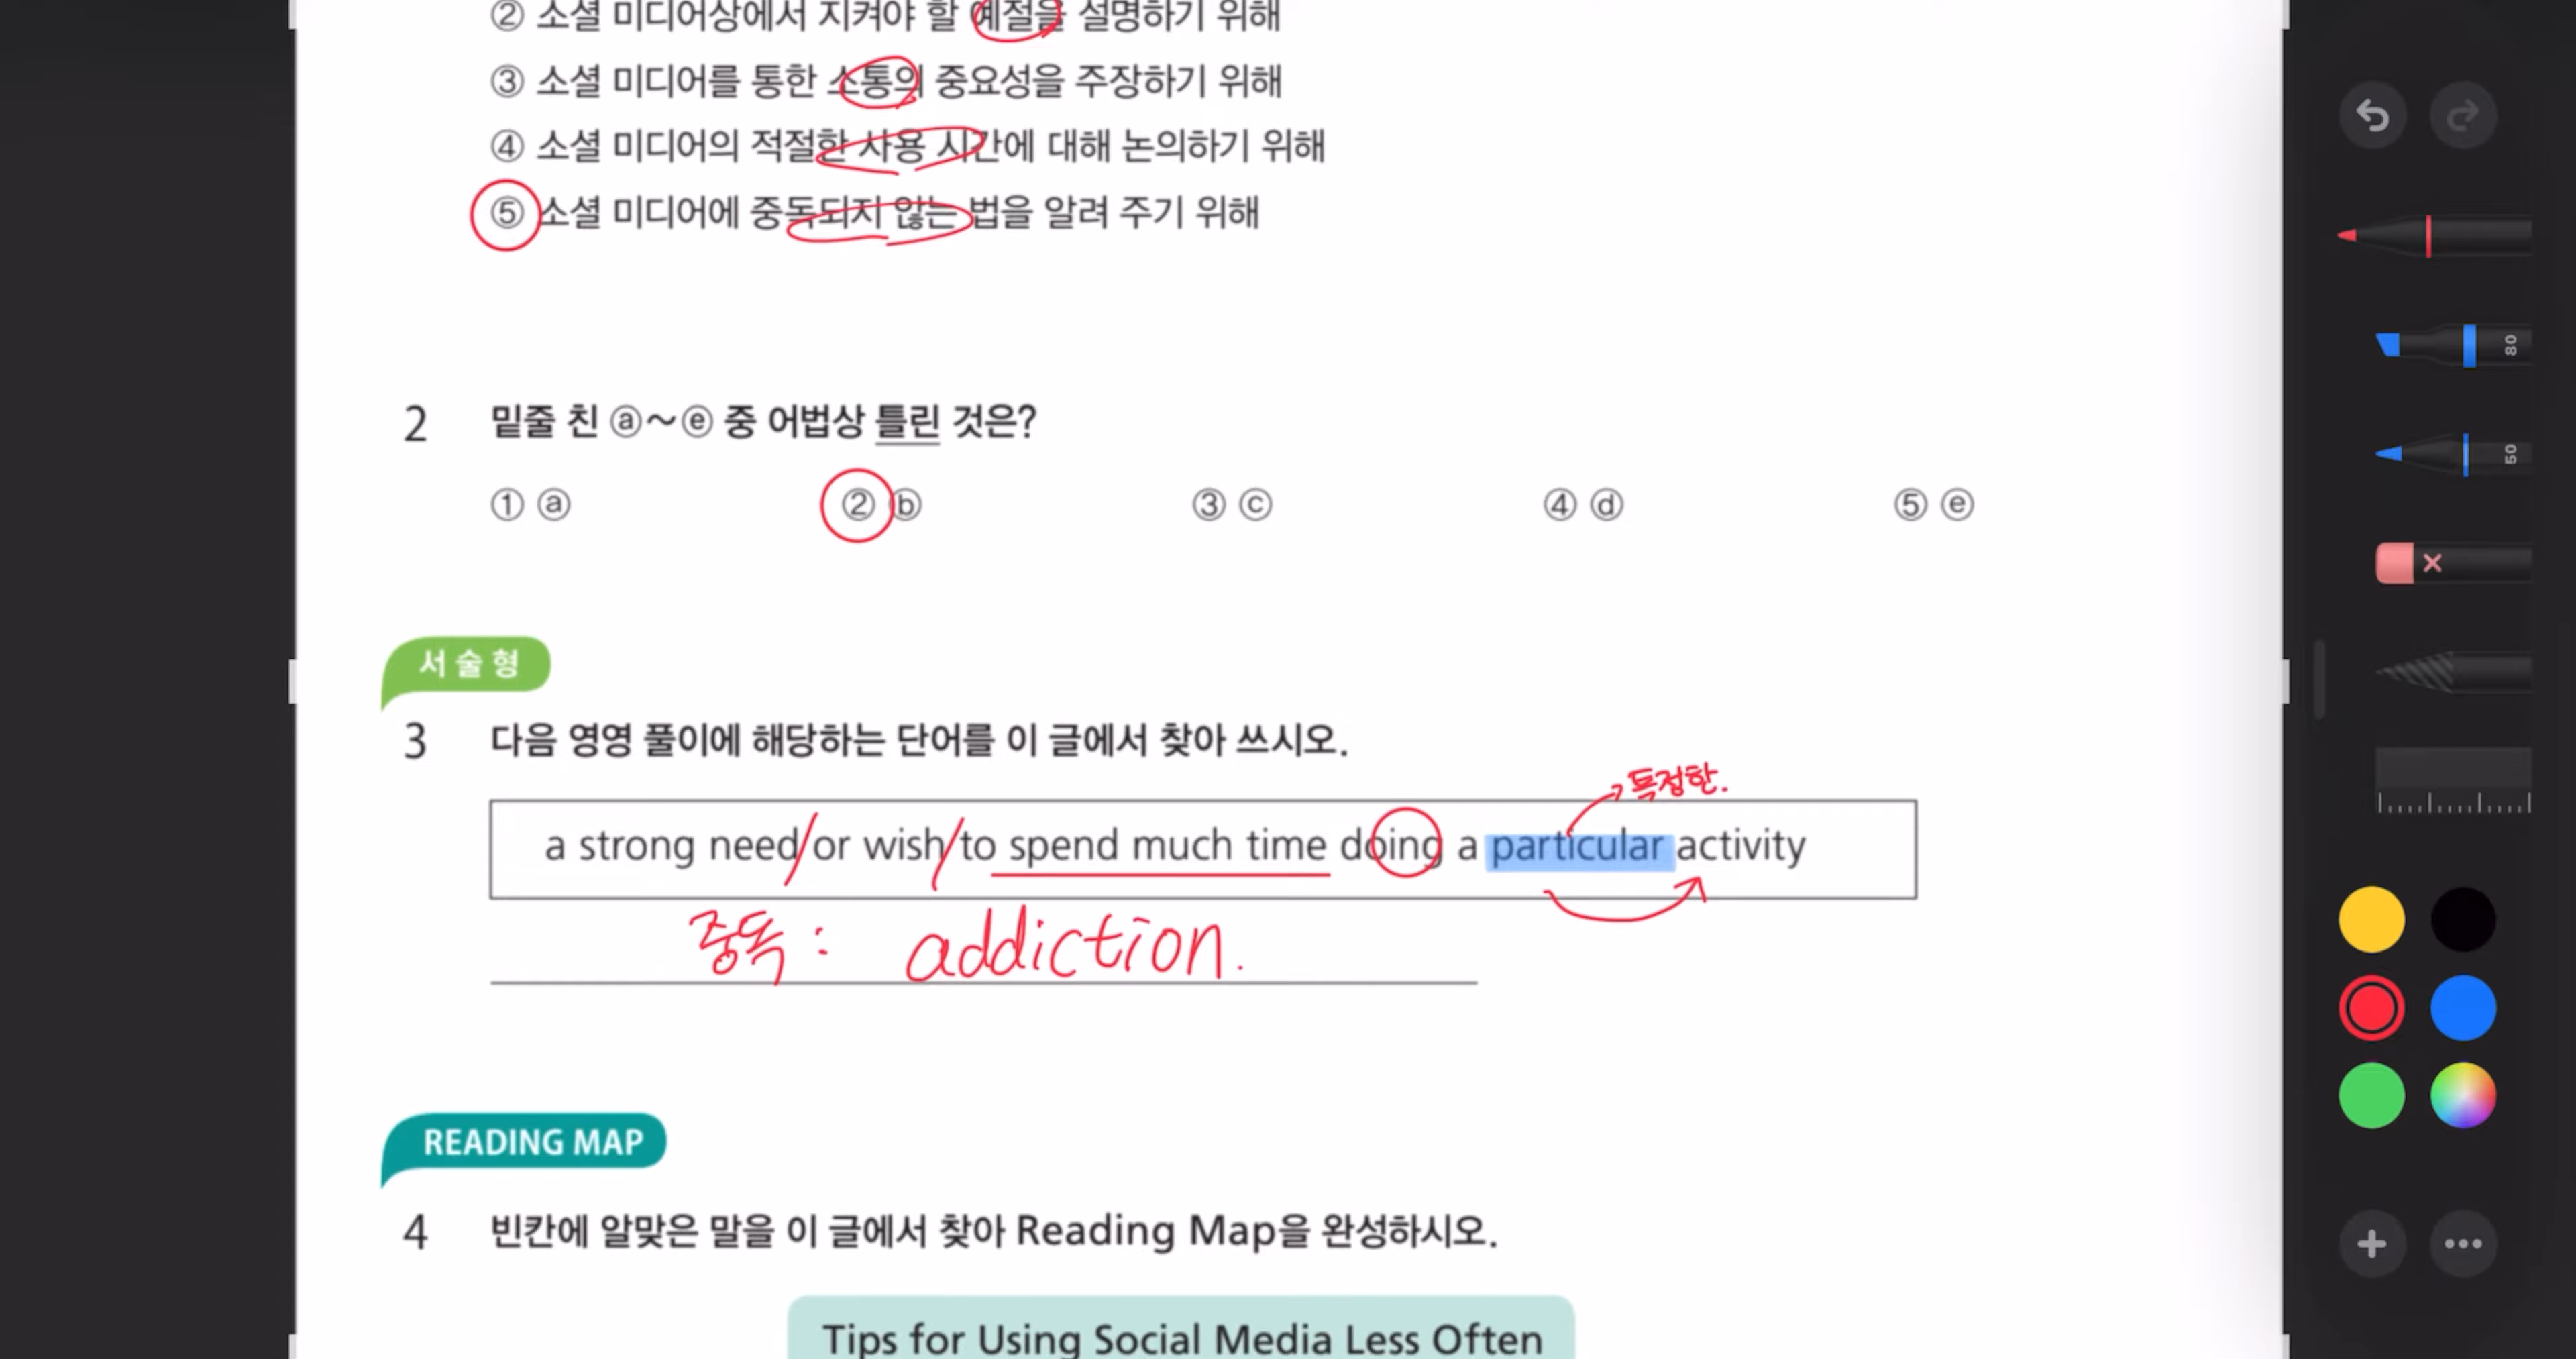 ② 소셜 미디어상에서 지켜야 할 예절을 설명하기 위해
③ 소셜 미디어를 통한 소통의 중요성을 주장하기 위해
④ 소셜 미디어의 적절한 사용 시간에 대해 논의하기 위해
⑤ 소셜 미디어에 중독되지 않는 법을 알려 주기 위해
2 밑줄 친 ⓐ~ⓔ 중 어법상 틀린 것은?
① ⓐ ② ⓑ ③ ⓒ ④ ⓓ ⑤ ⓔ
서술형
3 다음 영영 풀이에 해당하는 단어를 이 글에서 찾아 쓰시오.
특정한.
a strong need/or wish/to spend much time doing a particular activity
중독 : addiction.
READING MAP
4 빈칸에 알맞은 말을 이 글에서 찾아 Reading Map을 완성하시오.
Tips for Using Social Media Less Often
80
50